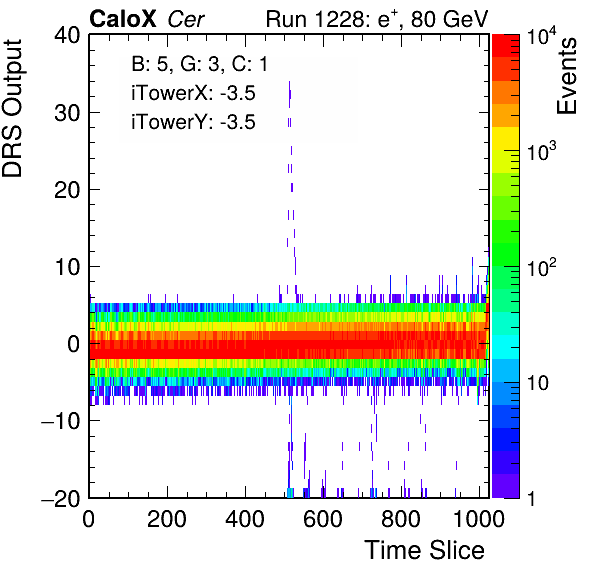 CaloX Cer
Run 1228: e+, 80 GeV
B: 5, G: 3, C: 1
iTowerX: -3.5
iTowerY: -3.5
DRS Output
40
30
20
10
0
−10
−20
0 200 400 600 800 1000
Time Slice
10^4
10^3
10^2
10
1
Events